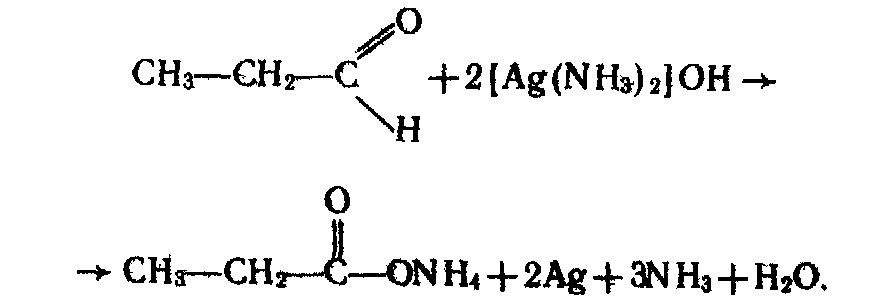 O
CH₃—CH₂—C +2[Ag(NH₃)₂]OH→
H
O
→ CH₃—CH₂—C—ONH₄+2Ag+3NH₃+H₂O.